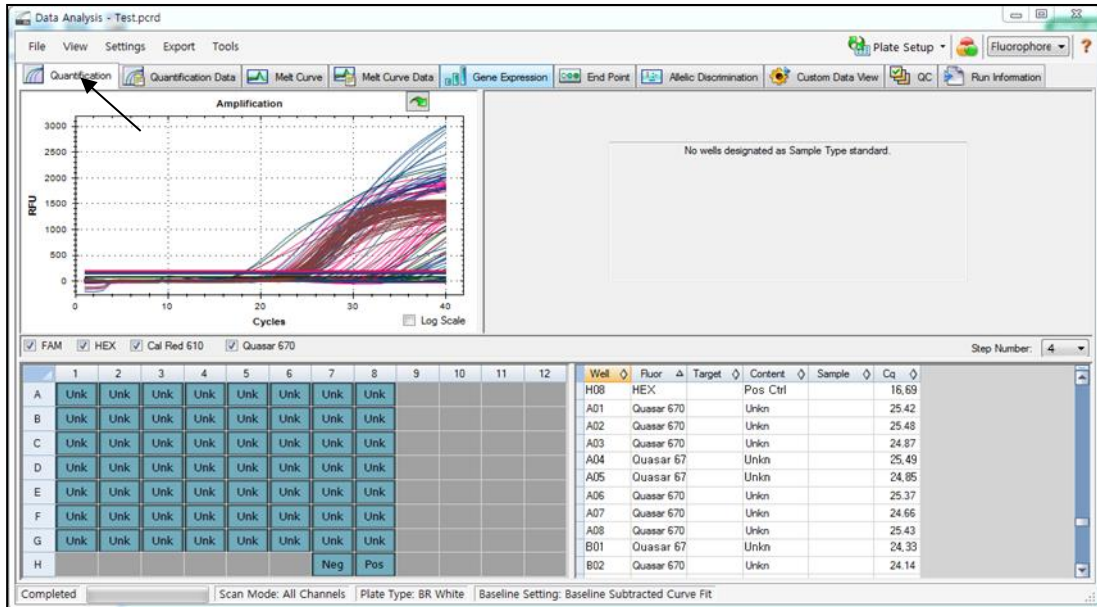 Data Analysis - Test.pcrd
File View Settings Export Tools Plate Setup Fluorophore ?
Quantification Quantification Data Melt Curve Melt Curve Data Gene Expression End Point Allelic Discrimination Custom Data View QC Run Information
Amplification
3000
2500
2000
1500
1000
500
0
RFU
0 10 20 30 40
Cycles
Log Scale
No wells designated as Sample Type standard.
FAM HEX Cal Red 610 Quasar 670 Step Number: 4
1 2 3 4 5 6 7 8 9 10 11 12
A Unk Unk Unk Unk Unk Unk Unk Unk
B Unk Unk Unk Unk Unk Unk Unk Unk
C Unk Unk Unk Unk Unk Unk Unk Unk
D Unk Unk Unk Unk Unk Unk Unk Unk
E Unk Unk Unk Unk Unk Unk Unk Unk
F Unk Unk Unk Unk Unk Unk Unk Unk
G Unk Unk Unk Unk Unk Unk Unk Unk
H Neg Pos
Well Fluor Target Content Sample Cq
H08 HEX Pos Ctrl 16,69
A01 Quasar 670 Unkn 25.42
A02 Quasar 670 Unkn 25.48
A03 Quasar 670 Unkn 24.87
A04 Quasar 67 Unkn 25,49
A05 Quasar 67 Unkn 24,85
A06 Quasar 670 Unkn 25.37
A07 Quasar 670 Unkn 24.66
A08 Quasar 670 Unkn 25.43
B01 Quasar 67 Unkn 24,33
B02 Quasar 670 Unkn 24.14
Completed Scan Mode: All Channels Plate Type: BR White Baseline Setting: Baseline Subtracted Curve Fit